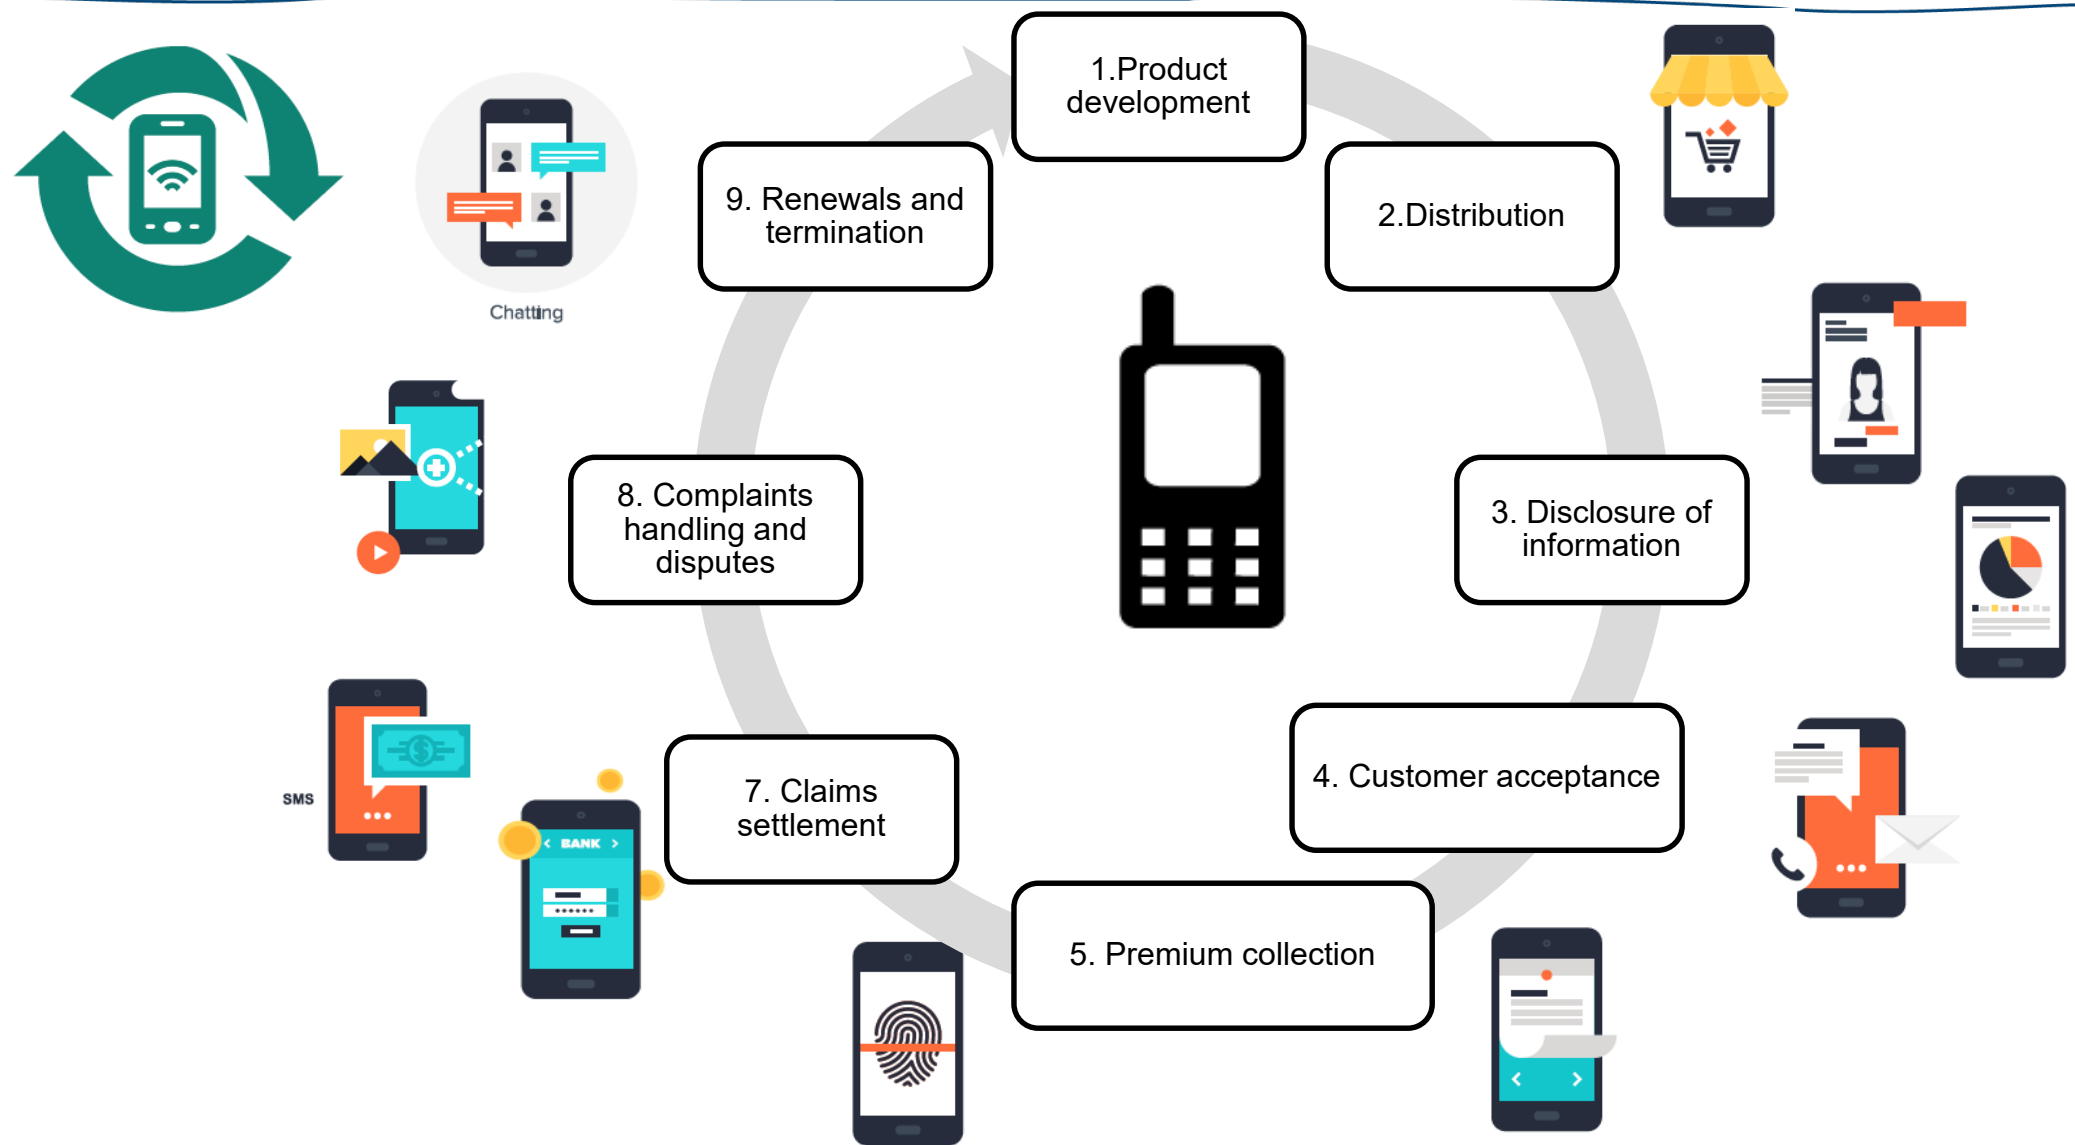 1.Product
development
2.Distribution
3. Disclosure of
information
4. Customer acceptance
5. Premium collection
7. Claims
settlement
8. Complaints
handling and
disputes
9. Renewals and
termination
Chatting
SMS
< BANK >